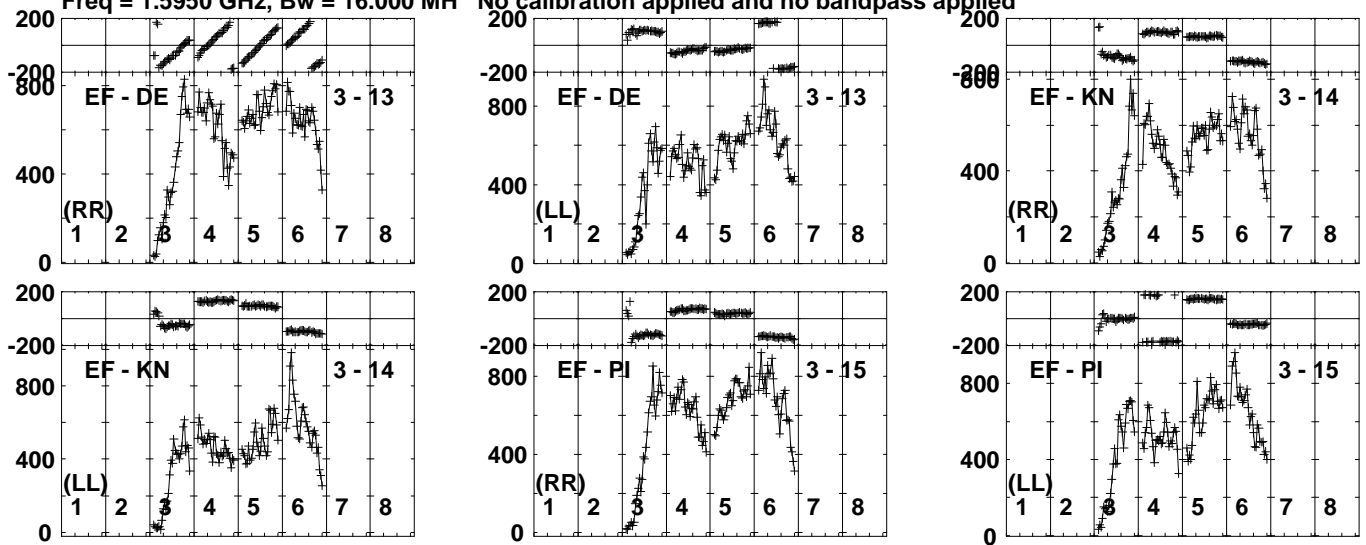 Freq = 1.5950 GHz, Bw = 16.000 MH No calibration applied and no bandpass applied
200
-200
800
400
0
EF - DE 3 - 13
(RR)
1 2 3 4 5 6 7 8
200
-200
800
400
0
EF - DE 3 - 13
(LL)
1 2 3 4 5 6 7 8
200
-200
800
400
0
EF - KN 3 - 14
(RR)
1 2 3 4 5 6 7 8
200
-200
800
400
0
EF - KN 3 - 14
(LL)
1 2 3 4 5 6 7 8
200
-200
800
400
0
EF - PI 3 - 15
(RR)
1 2 3 4 5 6 7 8
200
-200
800
400
0
EF - PI 3 - 15
(LL)
1 2 3 4 5 6 7 8